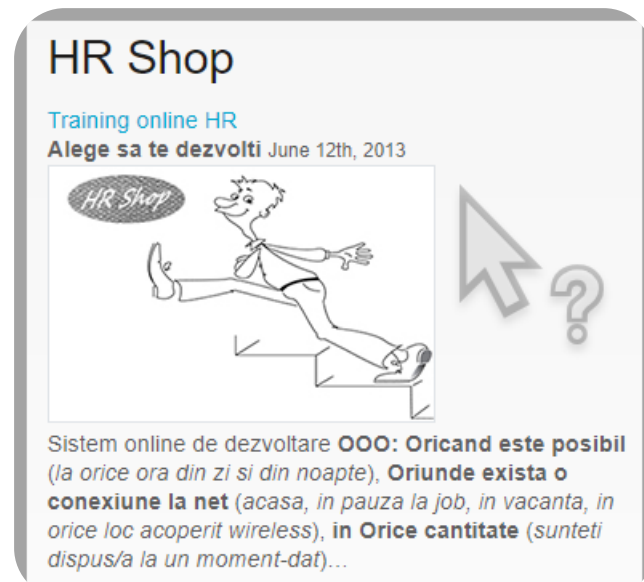 HR Shop
Training online HR
Alege sa te dezvolti June 12th, 2013
HR Shop
?
Sistem online de dezvoltare OOO: Oricand este posibil
(la orice ora din zi si din noapte), Oriunde exista o
conexiune la net (acasa, in pauza la job, in vacanta, in
orice loc acoperit wireless), in Orice cantitate (sunteti
dispus/a la un moment-dat)...